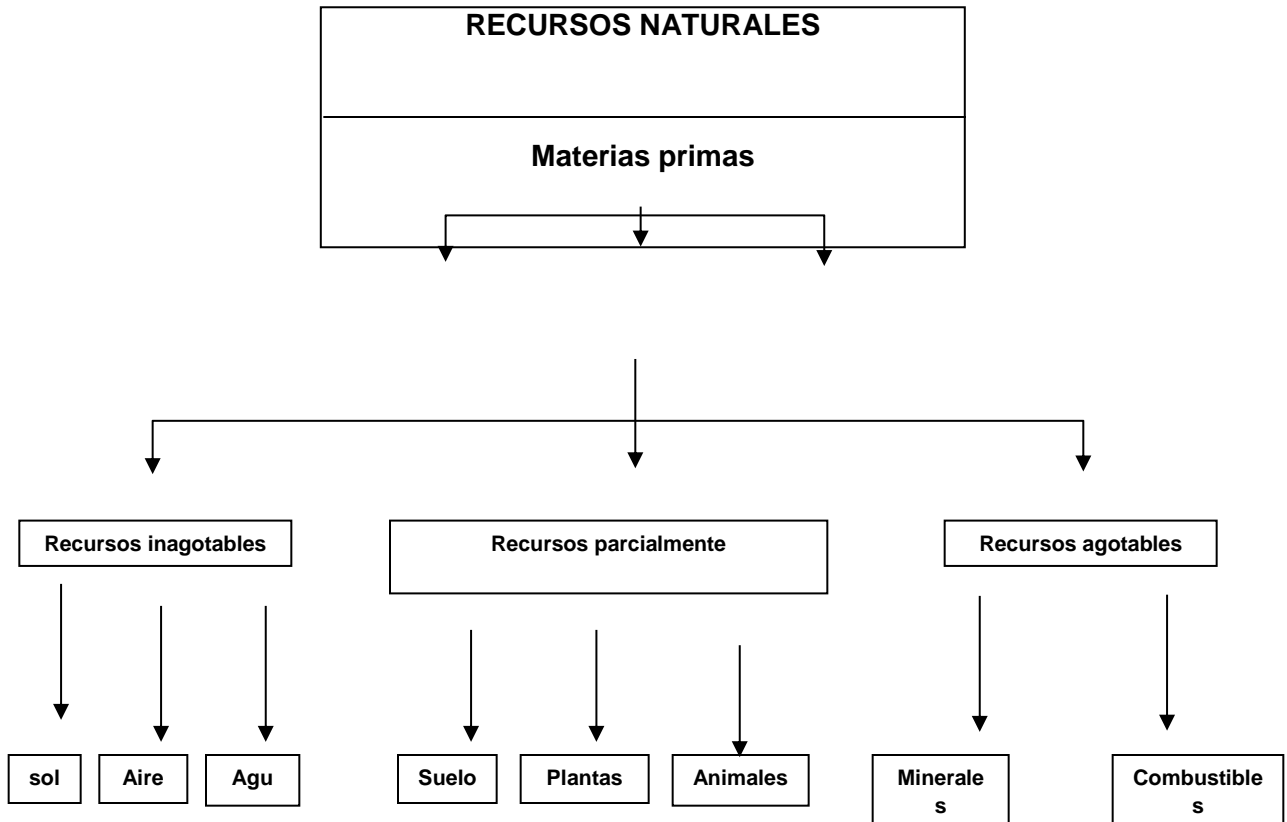 RECURSOS NATURALES
Materias primas
Recursos inagotables
Recursos parcialmente
Recursos agotables
sol
Aire
Agu
Suelo
Plantas
Animales
Minerale
s
Combustible
s